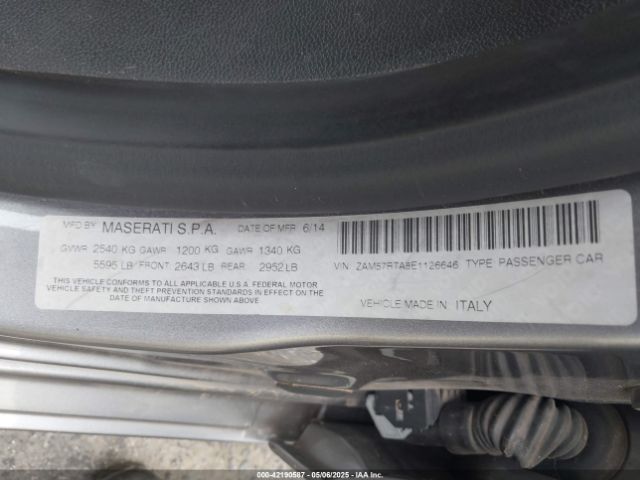 MFD BY MASERATI S.P.A. DATE OF MFR 6/14
GVWR 2540 KG GAWR 1200 KG GAWR 1340 KG
5595 LB FRONT 2643 LB REAR 2952 LB
THIS VEHICLE CONFORMS TO ALL APPLICABLE U.S.A. FEDERAL MOTOR
VEHICLE SAFETY AND THEFT PREVENTION STANDARDS IN EFFECT ON THE
DATE OF MANUFACTURE SHOWN ABOVE
VIN: ZAM57RTA8E1126646 TYPE: PASSENGER CAR
VEHICLE MADE IN: ITALY
000-42190587 - 05/06/2025 - IAAI.COM